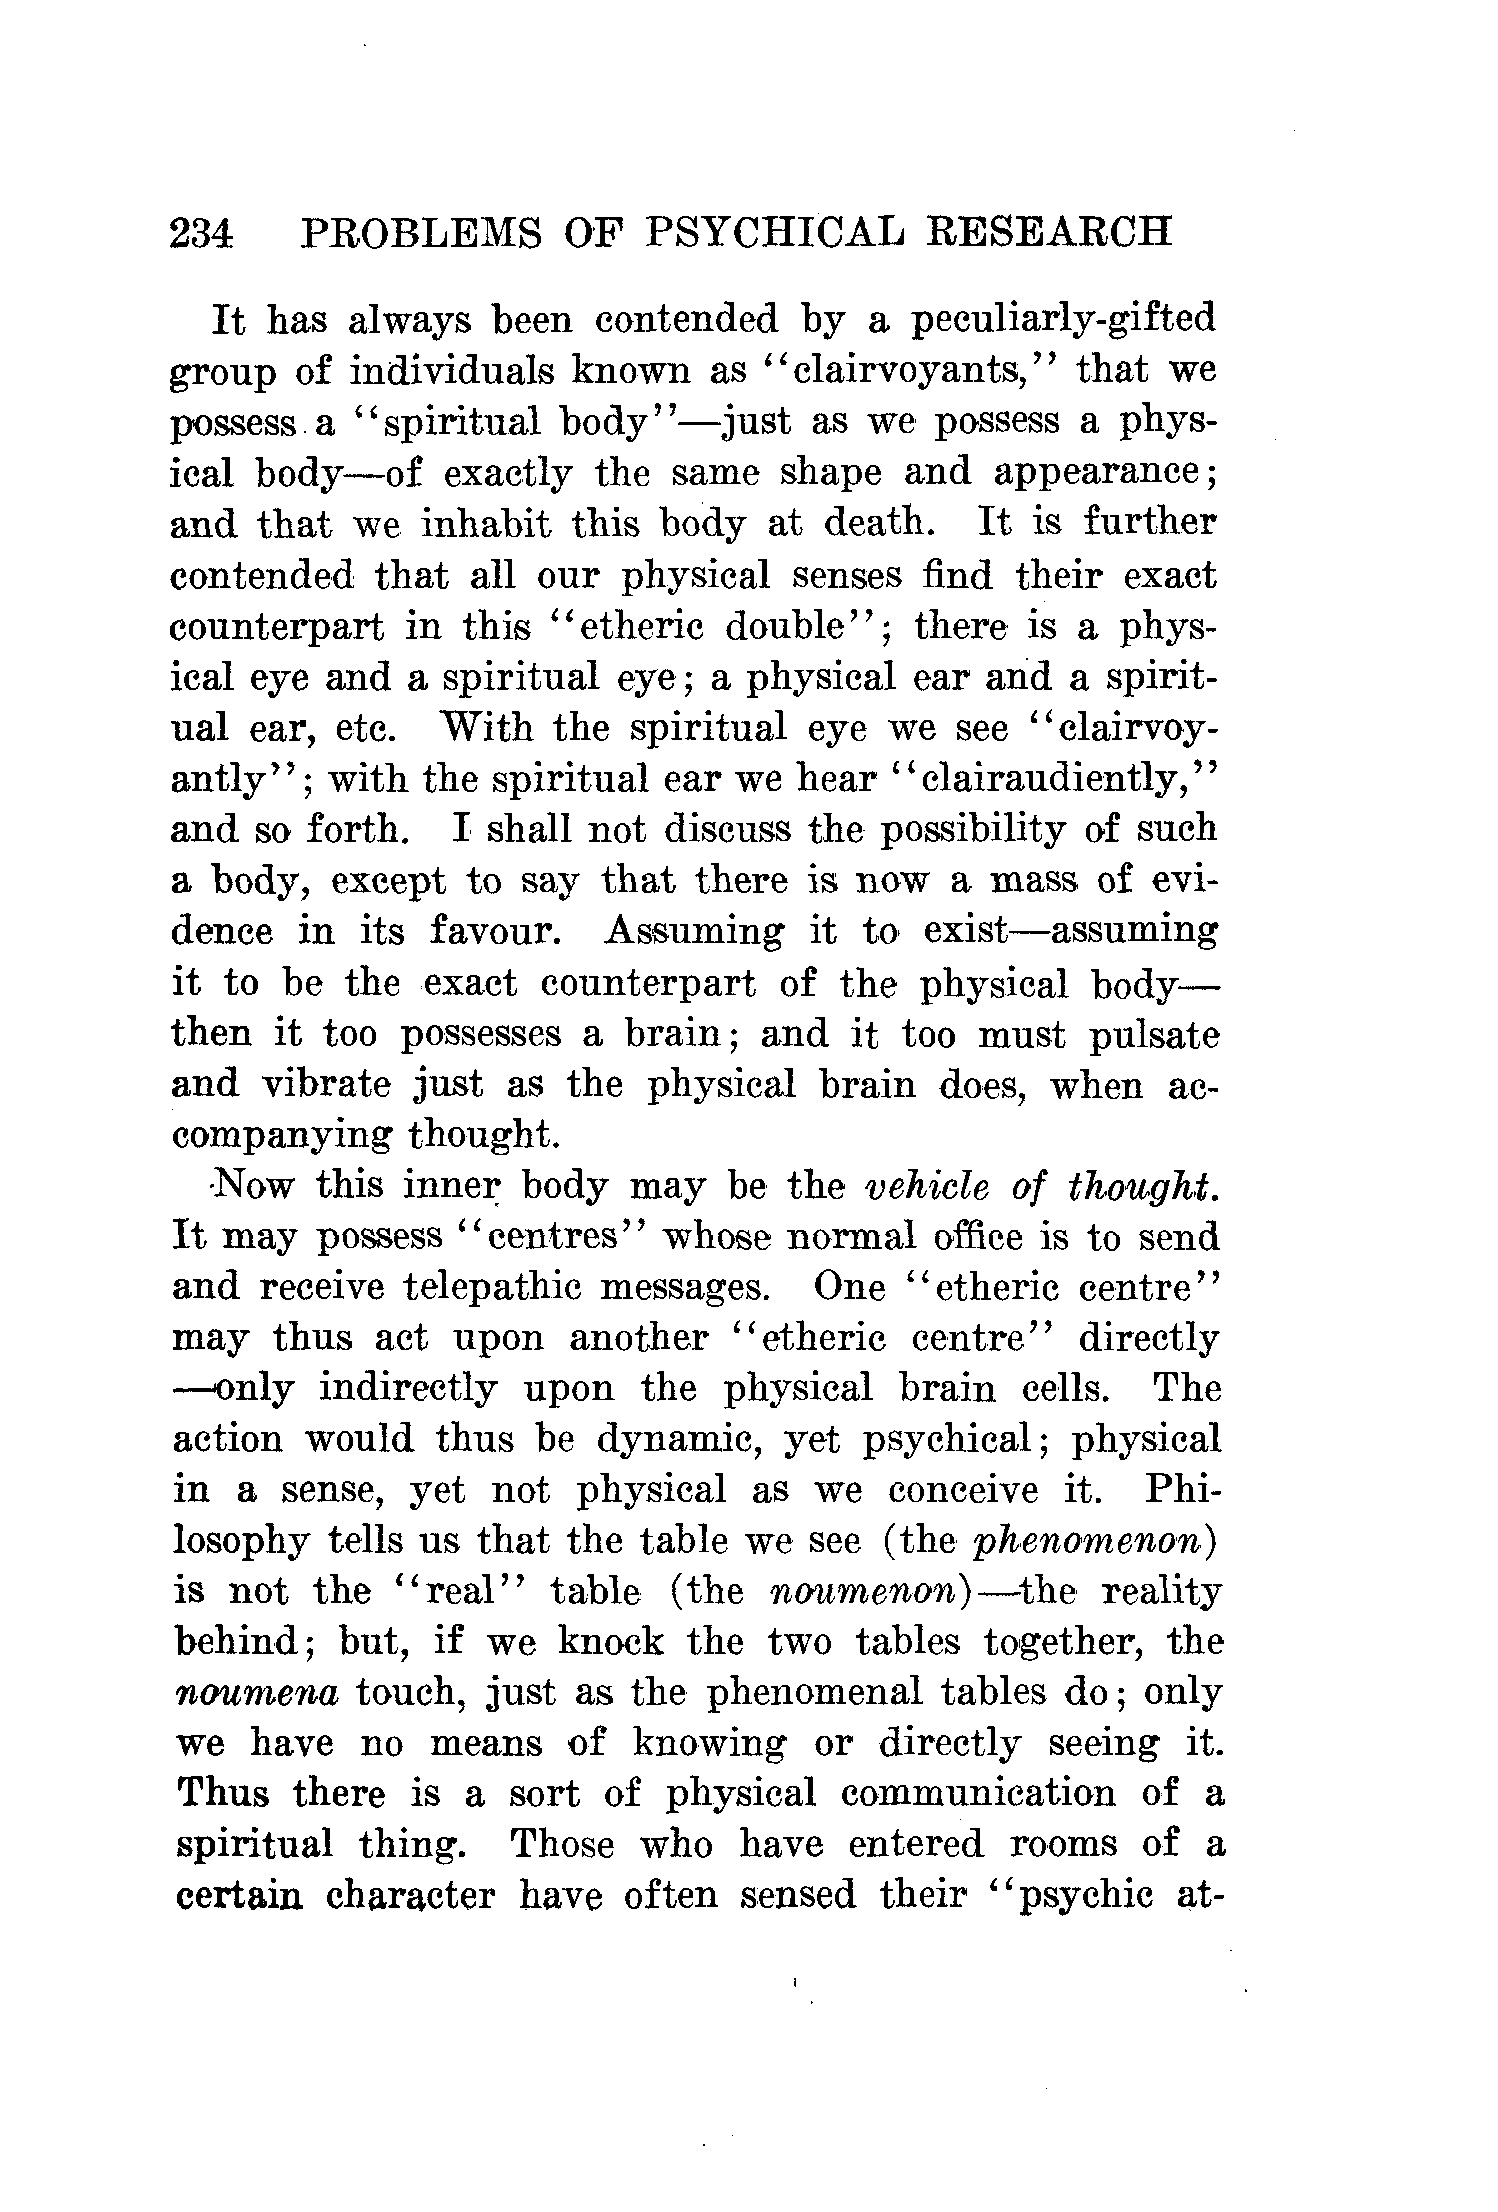 234 PROBLEMS OF PSYCHICAL RESEARCH
It has always been contended by a peculiarly-gifted
group of individuals known as "clairvoyants," that we
possess a "spiritual body"—just as we possess a phys-
ical body—of exactly the same shape and appearance;
and that we inhabit this body at death. It is further
contended that all our physical senses find their exact
counterpart in this "etheric double"; there is a phys-
ical eye and a spiritual eye; a physical ear and a spirit-
ual ear, etc. With the spiritual eye we see "clairvoy-
antly"; with the spiritual ear we hear "clairaudiently,"
and so forth. I shall not discuss the possibility of such
a body, except to say that there is now a mass of evi-
dence in its favour. Assuming it to exist—assuming
it to be the exact counterpart of the physical body—
then it too possesses a brain; and it too must pulsate
and vibrate just as the physical brain does, when ac-
companying thought.
Now this inner body may be the vehicle of thought.
It may possess "centres" whose normal office is to send
and receive telepathic messages. One "etheric centre"
may thus act upon another "etheric centre" directly
—only indirectly upon the physical brain cells. The
action would thus be dynamic, yet psychical; physical
in a sense, yet not physical as we conceive it. Phi-
losophy tells us that the table we see (the phenomenon)
is not the "real" table (the noumenon)—the reality
behind; but, if we knock the two tables together, the
noumena touch, just as the phenomenal tables do; only
we have no means of knowing or directly seeing it.
Thus there is a sort of physical communication of a
spiritual thing. Those who have entered rooms of a
certain character have often sensed their "psychic at-